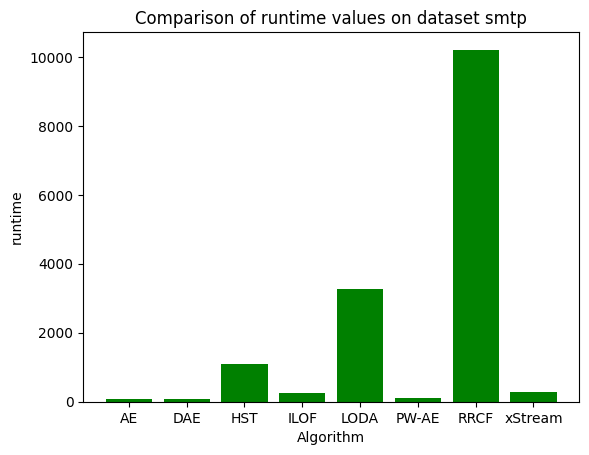 Comparison of runtime values on dataset smtp
10000
8000
6000
4000
2000
0
runtime
AE DAE HST ILOF LODA PW-AE RRCF xStream
Algorithm